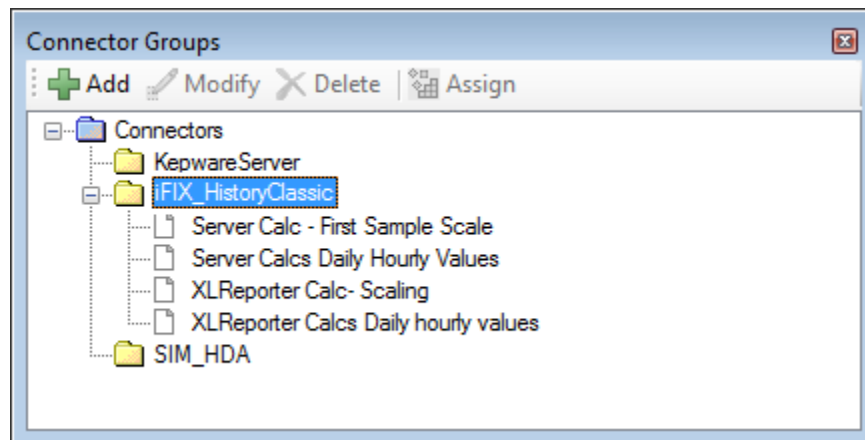 Connector Groups
Add Modify Delete Assign
Connectors
KepwareServer
iFIX_HistoryClassic
Server Calc - First Sample Scale
Server Calcs Daily Hourly Values
XLReporter Calc- Scaling
XLReporter Calcs Daily hourly values
SIM_HDA